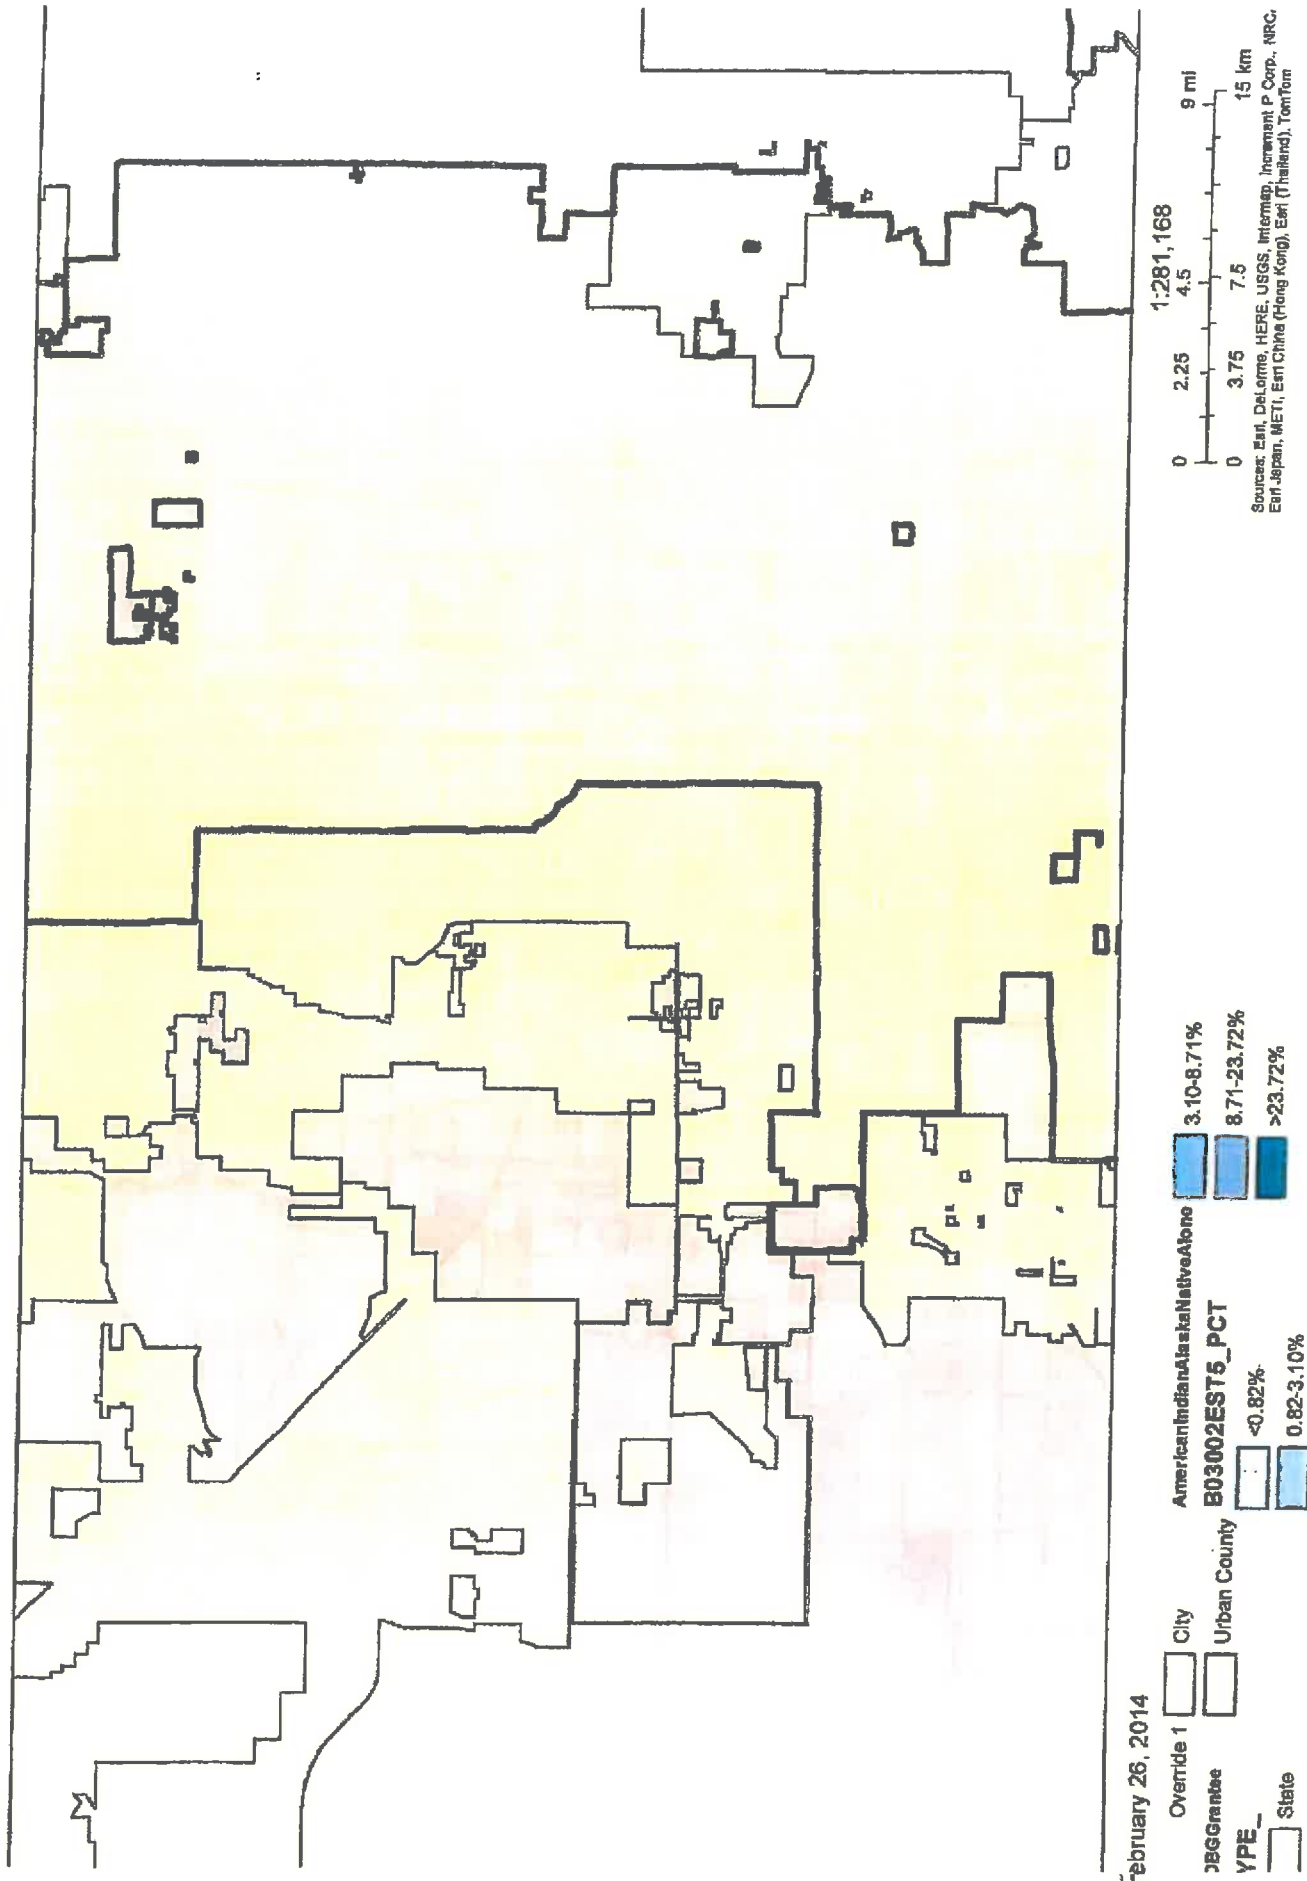 February 26, 2014
Override 1
DBGGrantee
YPE_
State
City
Urban County
AmericanIndianAlaskaNativeAlone
B03002EST5_PCT
<0.82%
0.82-3.10%
3.10-8.71%
8.71-23.72%
>23.72%
1:281,168
0 2.25 4.5 9 mi
0 3.75 7.5 15 km
Sources: Esri, DeLorme, HERE, USGS, Intermap, Increment P Corp., NRC,
Esri Japan, METI, Esri China (Hong Kong), Esri (Thailand), TomTom